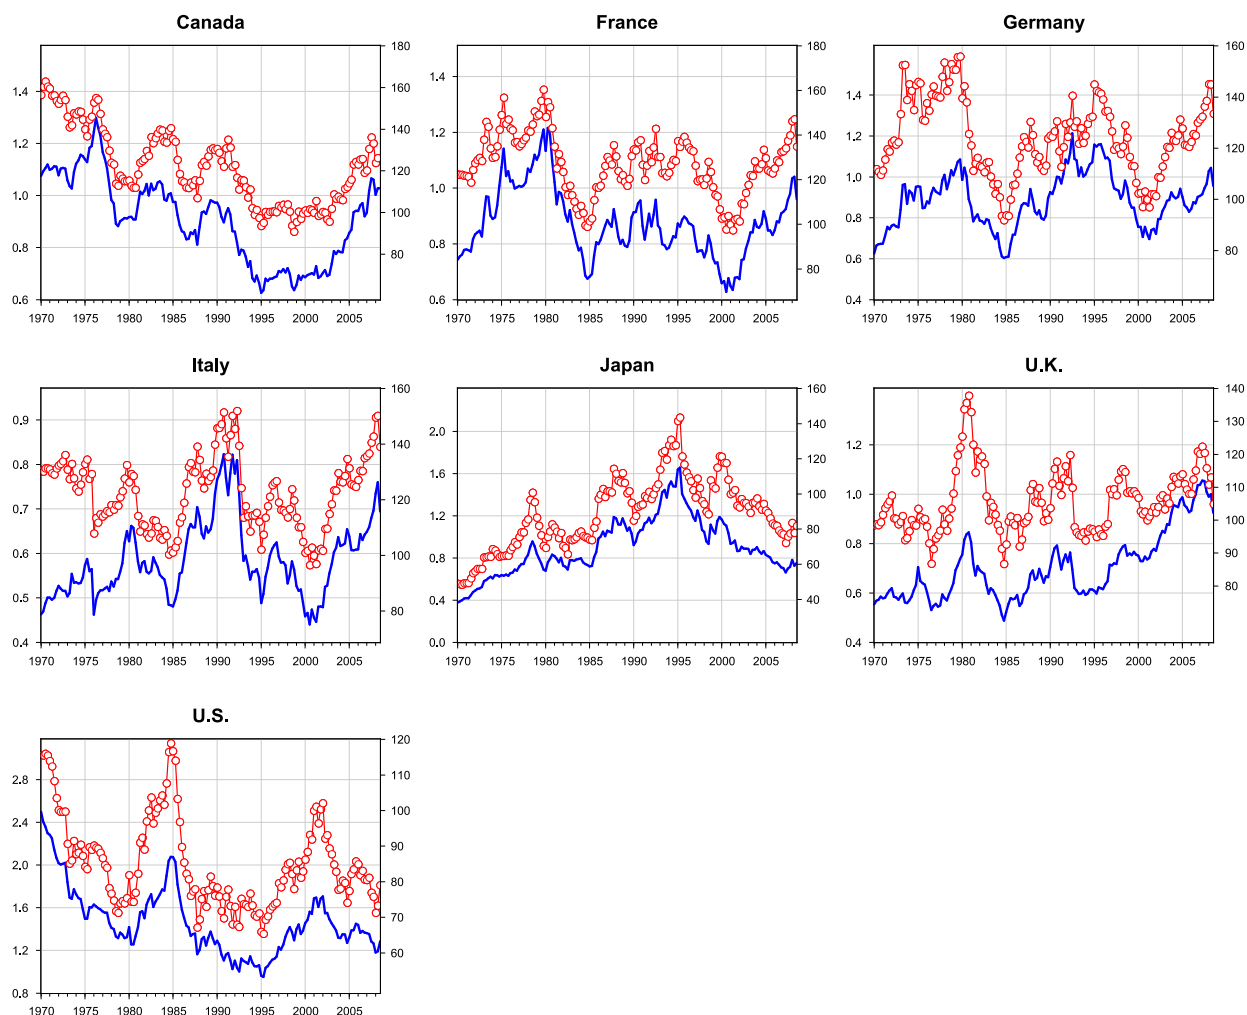 Canada
France
Germany
1.4 1.2 1.0 0.8 0.6
180 160 140 120 100 80
1.4 1.2 1.0 0.8 0.6
180 160 140 120 100 80
1.4 1.2 1.0 0.8 0.6 0.4
160 140 120 100 80
1970 1975 1980 1985 1990 1995 2000 2005
1970 1975 1980 1985 1990 1995 2000 2005
1970 1975 1980 1985 1990 1995 2000 2005
Italy
Japan
U.K.
0.9 0.8 0.7 0.6 0.5 0.4
160 140 120 100 80
2.0 1.6 1.2 0.8 0.4 0.0
160 140 120 100 80 60 40
1.2 1.0 0.8 0.6 0.4
140 120 110 100 90 80
1970 1975 1980 1985 1990 1995 2000 2005
1970 1975 1980 1985 1990 1995 2000 2005
1970 1975 1980 1985 1990 1995 2000 2005
U.S.
2.8 2.4 2.0 1.6 1.2 0.8
120 110 100 90 80 70 60
1970 1975 1980 1985 1990 1995 2000 2005